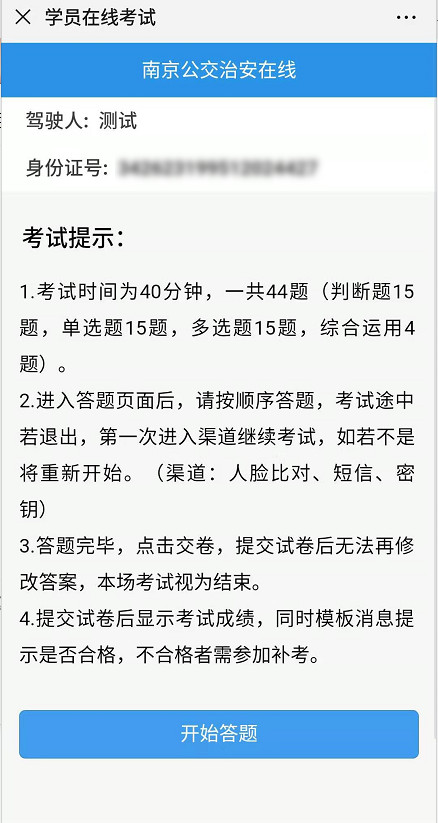 学员在线考试
南京公交治安在线
驾驶人: 测试
身份证号:
考试提示：
1.考试时间为40分钟，一共44题（判断题15
题，单选题15题，多选题15题，综合运用4
题）。
2.进入答题页面后，请按顺序答题，考试途中
若退出，第一次进入渠道继续考试，如若不是
将重新开始。（渠道：人脸比对、短信、密
钥）
3.答题完毕，点击交卷，提交试卷后无法再修
改答案，本场考试视为结束。
4.提交试卷后显示考试成绩，同时模板消息提
示是否合格，不合格者需参加补考。
开始答题